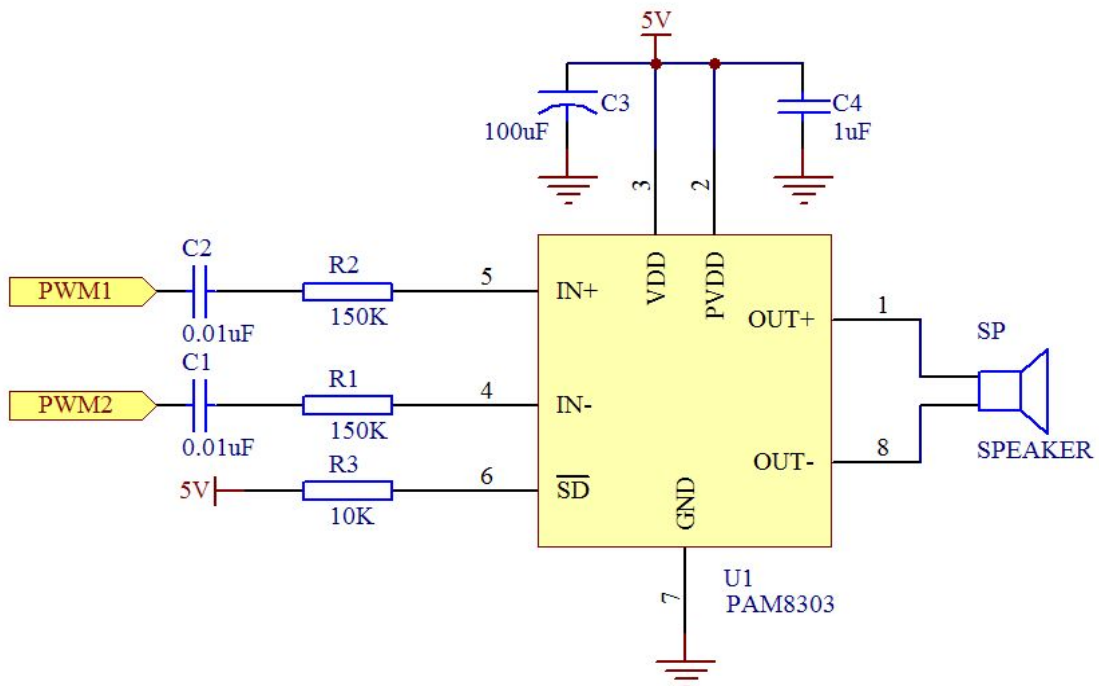 5V
C3
100uF
C4
1uF
3
2
C2
PWM1
0.01uF
R2
150K
5
IN+
VDD
PVDD
OUT+
1
SP
SPEAKER
C1
PWM2
0.01uF
R1
150K
4
IN-
5V
R3
10K
6
SD
OUT-
8
GND
7
U1
PAM8303